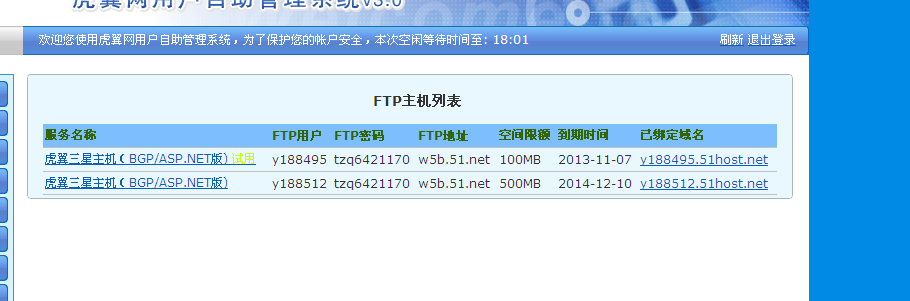 虎翼网用户自助管理系统V3.0
欢迎您使用虎翼网用户自助管理系统，为了保护您的帐户安全，本次空闲等待时间至: 18:01 刷新 退出登录
FTP主机列表
服务名称 FTP用户 FTP密码 FTP地址 空间限额 到期时间 已绑定域名
虎翼三星主机（BGP/ASP.NET版) 试用 y188495 tzq6421170 w5b.51.net 100MB 2013-11-07 y188495.51host.net
虎翼三星主机（BGP/ASP.NET版) y188512 tzq6421170 w5b.51.net 500MB 2014-12-10 y188512.51host.net